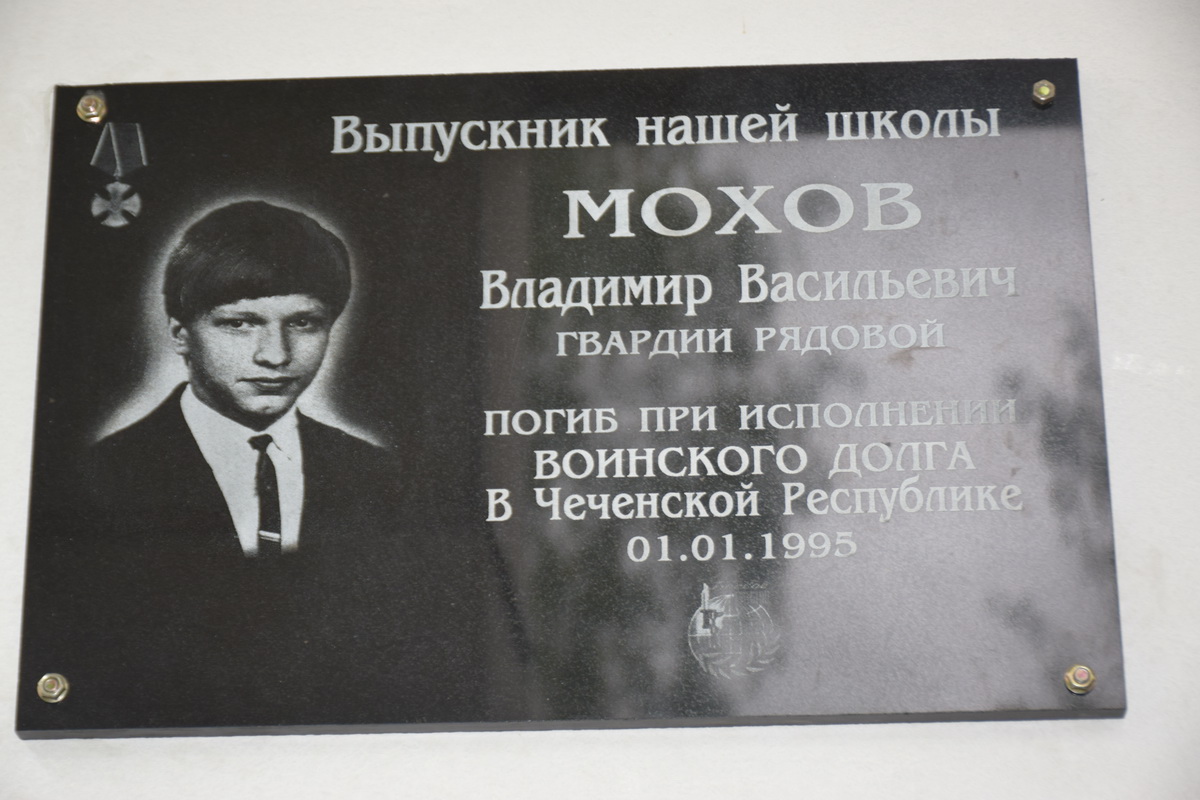 Выпускник нашей школы
МОХОВ
Владимир Васильевич
ГВАРДИИ РЯДОВОЙ
ПОГИБ ПРИ ИСПОЛНЕНИИ
ВОИНСКОГО ДОЛГА
В Чеченской Республике
01.01.1995